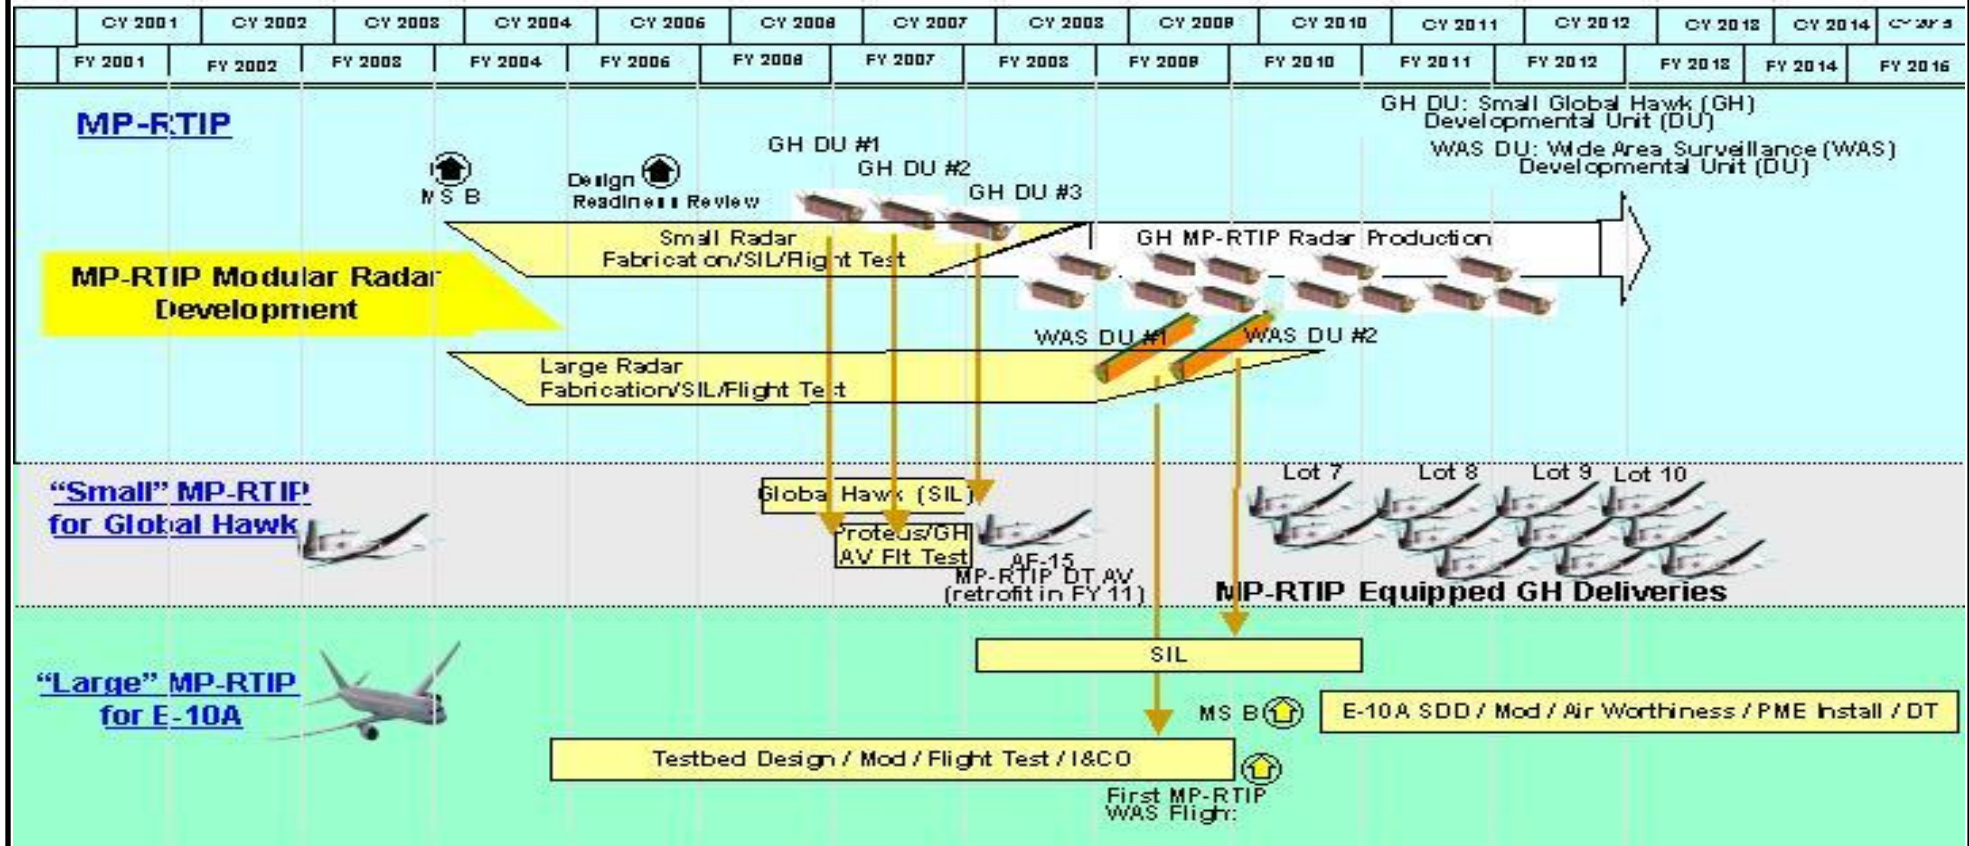 CY 2001 CY 2002 CY 2003 CY 2004 CY 2005 CY 2006 CY 2007 CY 2008 CY 2009 CY 2010 CY 2011 CY 2012 CY 2013 CY 2014 CY 2015
FY 2001 FY 2002 FY 2003 FY 2004 FY 2005 FY 2006 FY 2007 FY 2008 FY 2009 FY 2010 FY 2011 FY 2012 FY 2013 FY 2014 FY 2015
MP-RTIP
GH DU: Small Global Hawk (GH)
Developmental Unit (DU)
WAS DU: Wide Area Surveillance (WAS)
Developmental Unit (DU)
MS B
Design
Readiness Review
GH DU #1
GH DU #2
GH DU #3
Small Radar
Fabrication/SIL/Flight Test
GH MP-RTIP Radar Production
MP-RTIP Modular Radar
Development
WAS DU #1
WAS DU #2
Large Radar
Fabrication/SIL/Flight Test
"Small" MP-RTIP
for Global Hawk
Global Hawk (SIL)
Proteus/GH
AV Flt Test
AF-15
MP-RTIP DT AV
(retrofit in FY 11)
Lot 7
Lot 8
Lot 9
Lot 10
MP-RTIP Equipped GH Deliveries
"Large" MP-RTIP
for E-10A
SIL
MS B
E-10A SDD / Mod / Air Worthiness / PME Install / DT
Testbed Design / Mod / Flight Test / I&CO
First MP-RTIP
WAS Flight